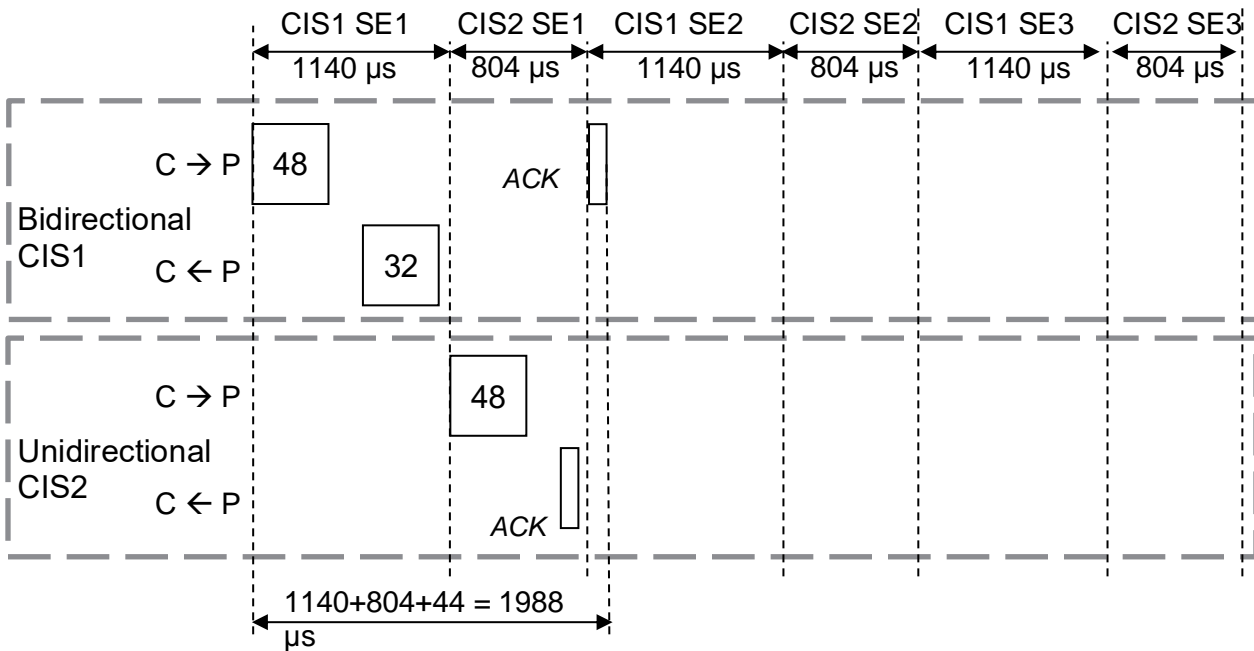 CIS1 SE1 CIS2 SE1 CIS1 SE2 CIS2 SE2 CIS1 SE3 CIS2 SE3
1140 µs 804 µs 1140 µs 804 µs 1140 µs 804 µs
C → P 48 ACK
Bidirectional
CIS1
C ← P 32
C → P 48
Unidirectional
CIS2
C ← P
ACK
1140+804+44 = 1988
µs